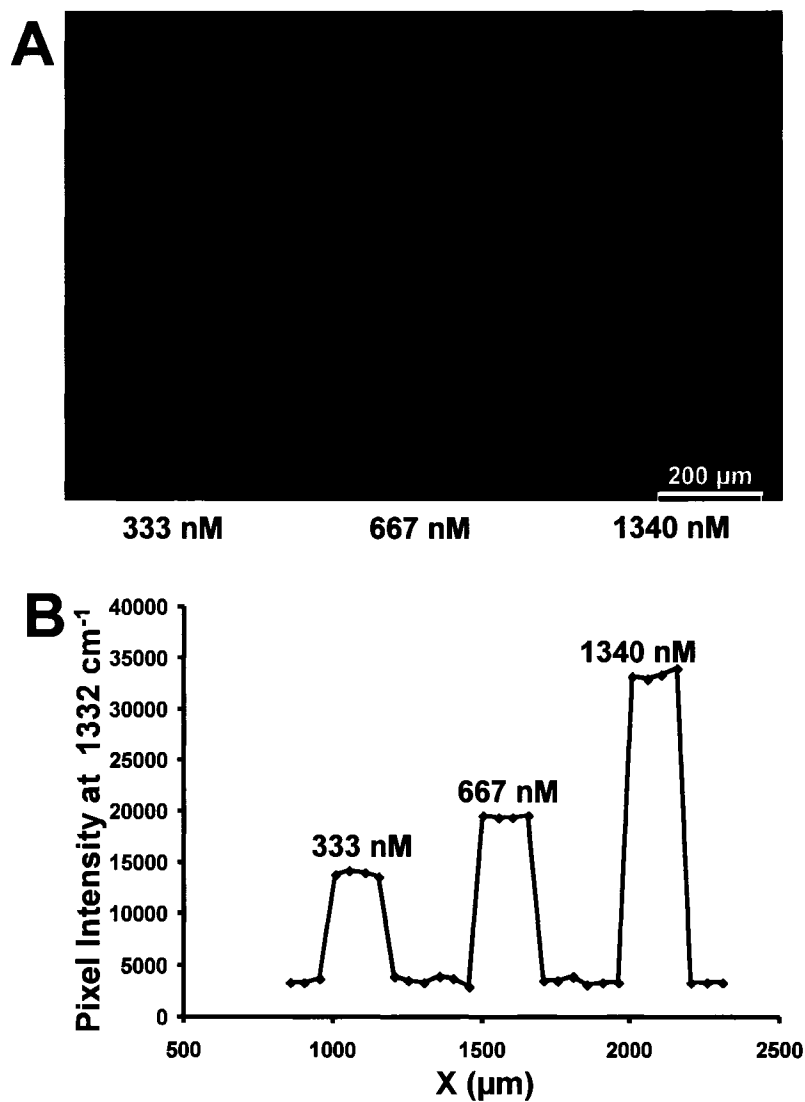 A
200 µm
333 nM 667 nM 1340 nM
B
Pixel Intensity at 1332 cm⁻¹
40000
35000
30000
25000
20000
15000
10000
5000
0
333 nM
667 nM
1340 nM
500 1000 1500 2000 2500
X (µm)